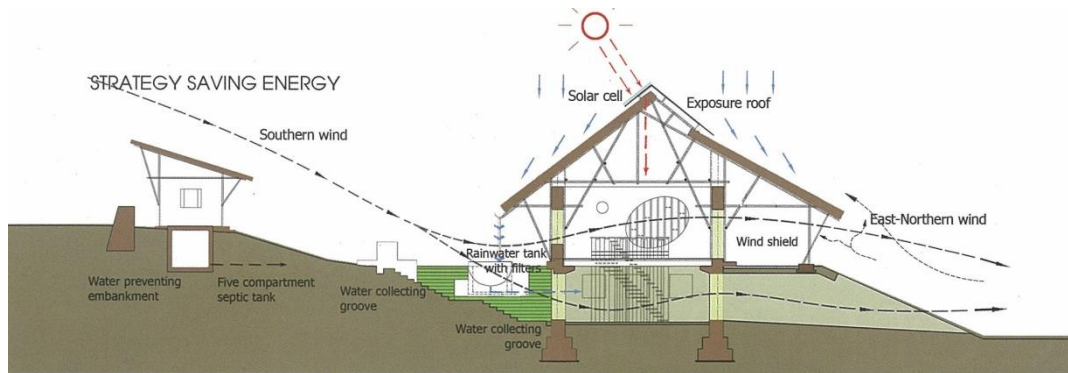 STRATEGY SAVING ENERGY
Solar cell
Exposure roof
Southern wind
East-Northern wind
Wind shield
Rainwater tank
with filters
Water preventing
embankment
Five compartment
septic tank
Water collecting
groove
Water collecting
groove